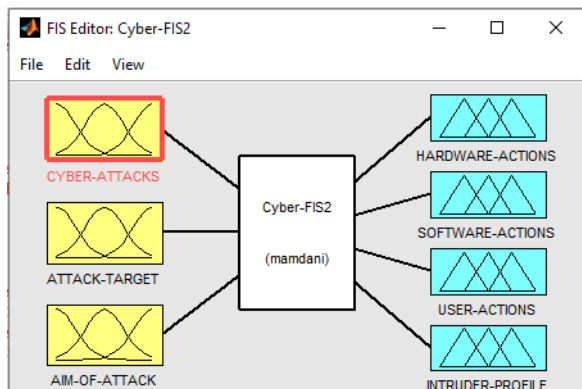 FIS Editor: Cyber-FIS2
File Edit View
CYBER-ATTACKS
ATTACK-TARGET
AIM-OF-ATTACK
Cyber-FIS2
(mamdani)
HARDWARE-ACTIONS
SOFTWARE-ACTIONS
USER-ACTIONS
INTRUDER-PROFILE